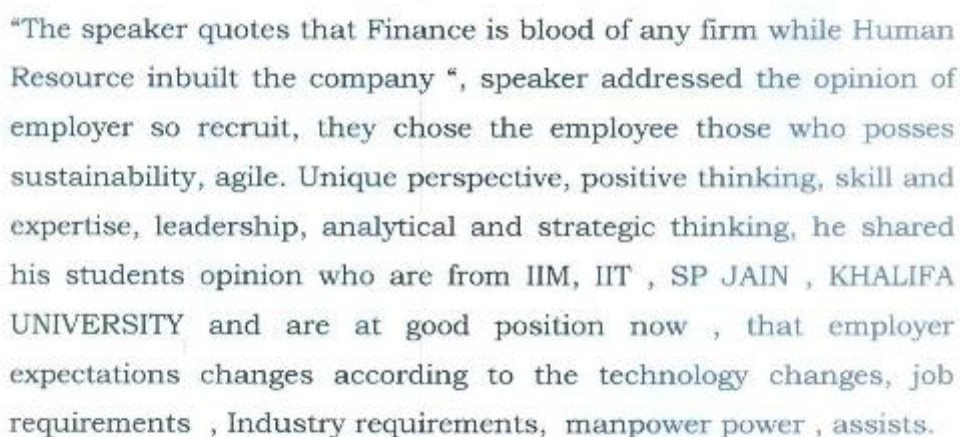 “The speaker quotes that Finance is blood of any firm while Human
Resource inbuilt the company “, speaker addressed the opinion of
employer so recruit, they chose the employee those who posses
sustainability, agile. Unique perspective, positive thinking, skill and
expertise, leadership, analytical and strategic thinking, he shared
his students opinion who are from IIM, IIT , SP JAIN , KHALIFA
UNIVERSITY and are at good position now , that employer
expectations changes according to the technology changes, job
requirements , Industry requirements, manpower power , assists.